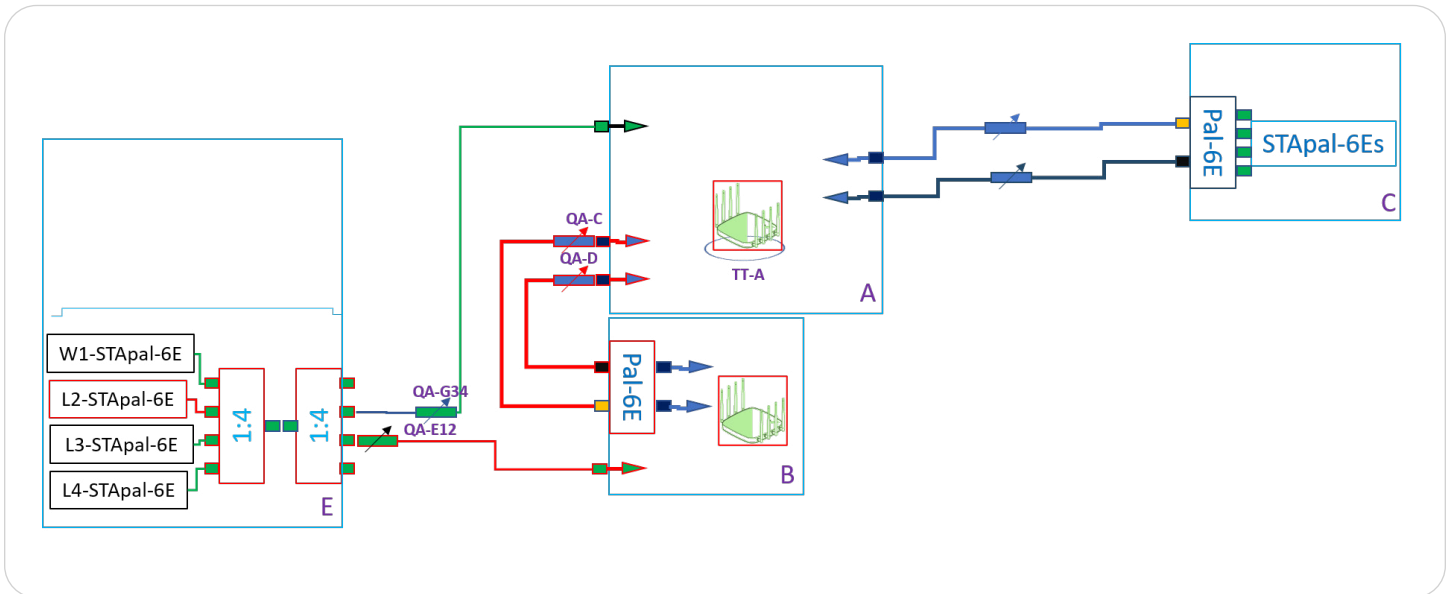 Pal-6E
STApal-6Es
C
QA-C
QA-D
TT-A
A
W1-STApal-6E
L2-STApal-6E
L3-STApal-6E
L4-STApal-6E
1:4
1:4
E
QA-G34
QA-E12
Pal-6E
B